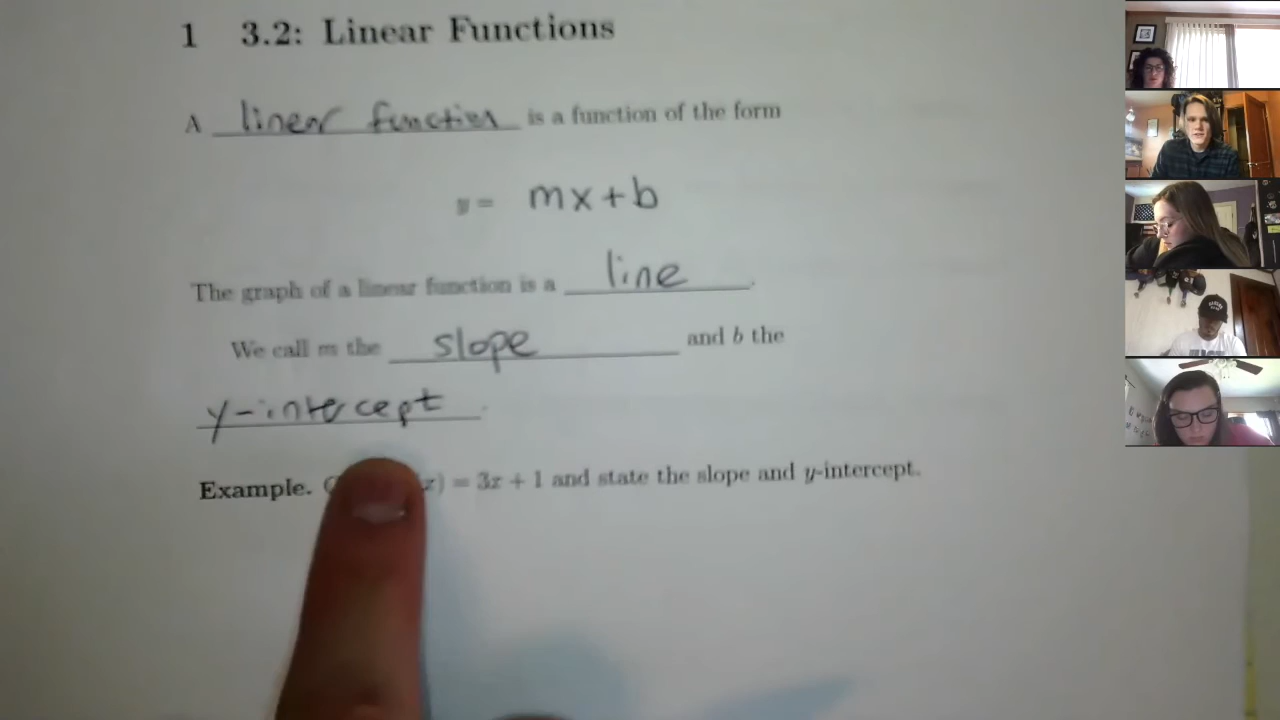 1 3.2: Linear Functions
A linear function is a function of the form
y = mx+b
The graph of a linear function is a line.
We call m the slope and b the
y-intercept.
Example. x) = 3x + 1 and state the slope and y-intercept.